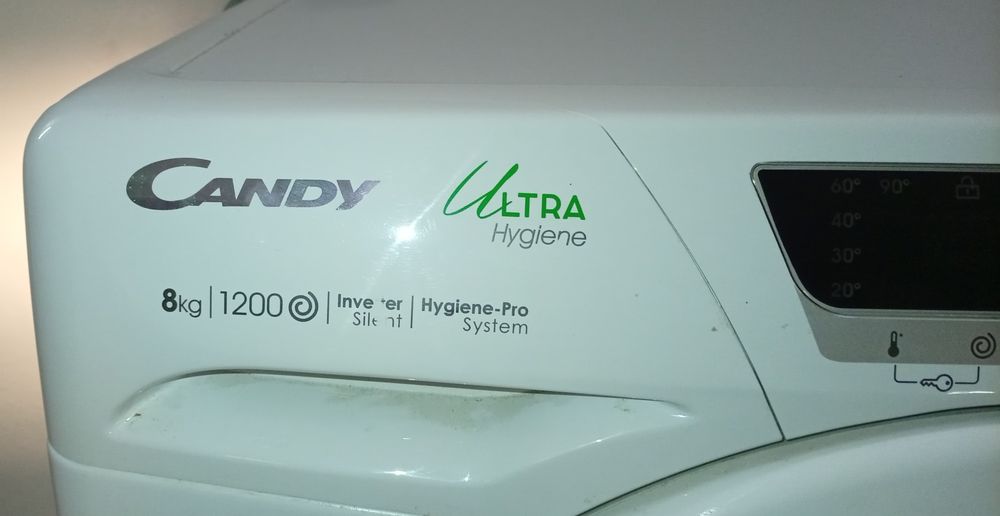 CANDY
ULTRA
Hygiene
8kg | 1200 | Inverter Silent | Hygiene-Pro System
60° 90°
40°
30°
20°